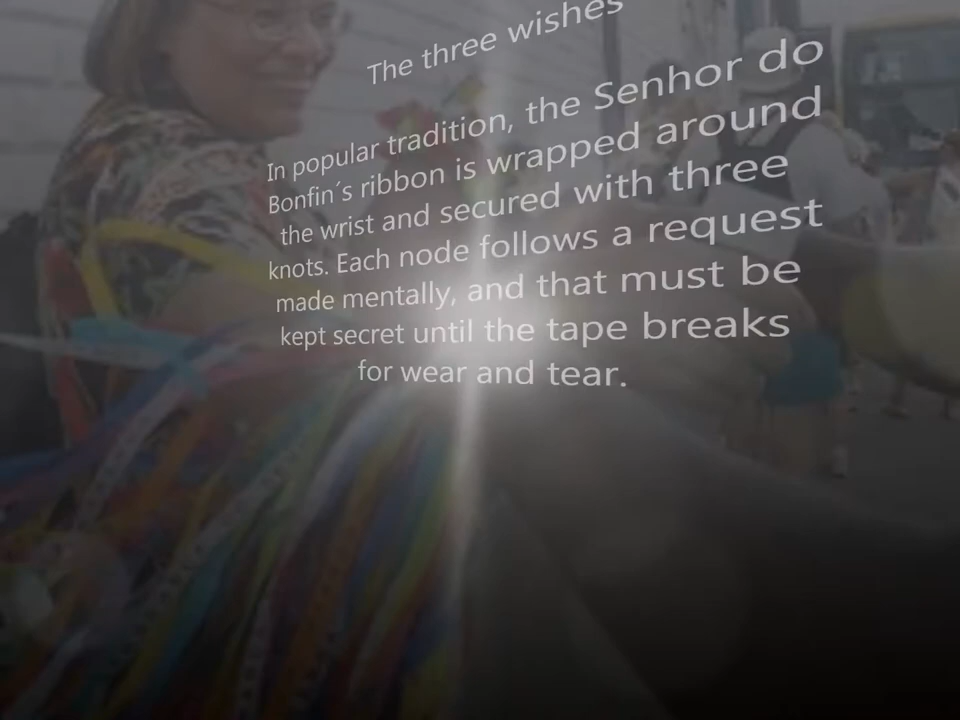 The three wishes
In popular tradition, the Senhor do
Bonfin´s ribbon is wrapped around
the wrist and secured with three
knots. Each node follows a request
made mentally, and that must be
kept secret until the tape breaks
for wear and tear.